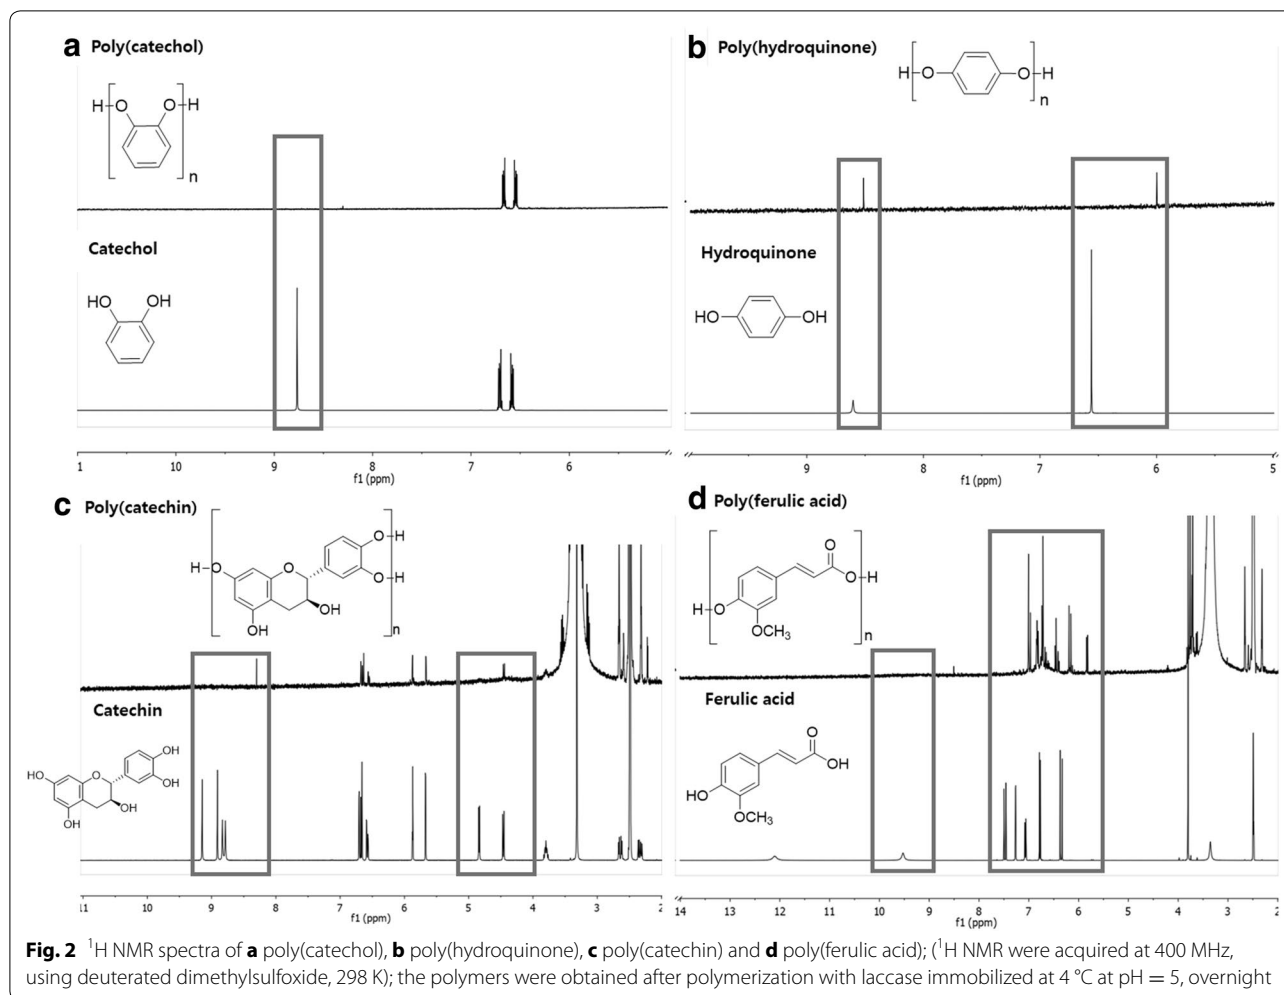 a Poly(catechol)
H O O H
n
Catechol
HO OH
1 10 9 8 7 6
f1 (ppm)
b Poly(hydroquinone)
H O O H
n
Hydroquinone
HO OH
9 8 7 6 5
f1 (ppm)
c Poly(catechin)
H O O O H
O H
OH
OH
n
Catechin
HO O OH
OH
OH
OH
11 10 9 8 7 6 5 4 3 2
f1 (ppm)
d Poly(ferulic acid)
O
O H
H O
OCH3
n
Ferulic acid
O
OH
HO
OCH3
14 13 12 11 10 9 8 7 6 5 4 3 2
f1 (ppm)
Fig. 2 ¹H NMR spectra of a poly(catechol), b poly(hydroquinone), c poly(catechin) and d poly(ferulic acid); (¹H NMR were acquired at 400 MHz,
using deuterated dimethylsulfoxide, 298 K); the polymers were obtained after polymerization with laccase immobilized at 4 °C at pH = 5, overnight